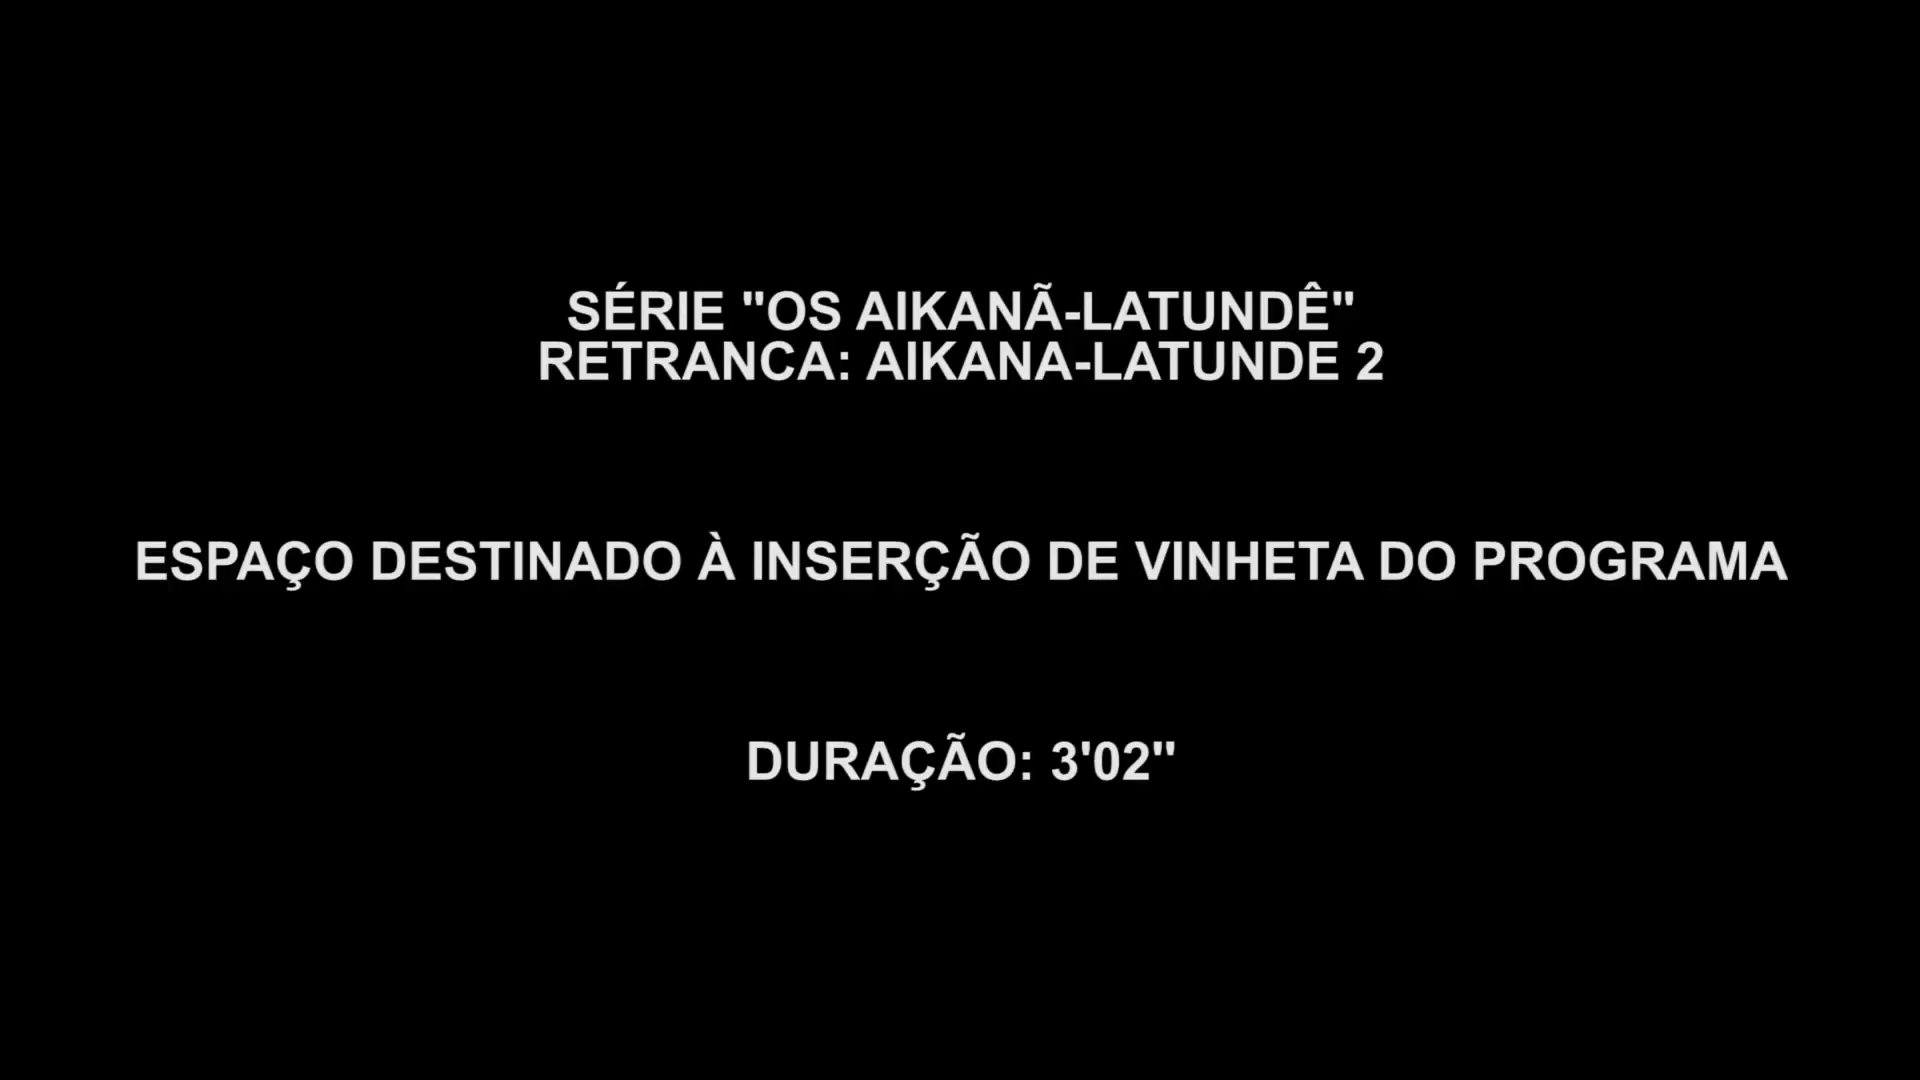 SÉRIE "OS AIKANÃ-LATUNDÊ"
RETRANCA: AIKANA-LATUNDE 2
ESPAÇO DESTINADO À INSERÇÃO DE VINHETA DO PROGRAMA
DURAÇÃO: 3'02"